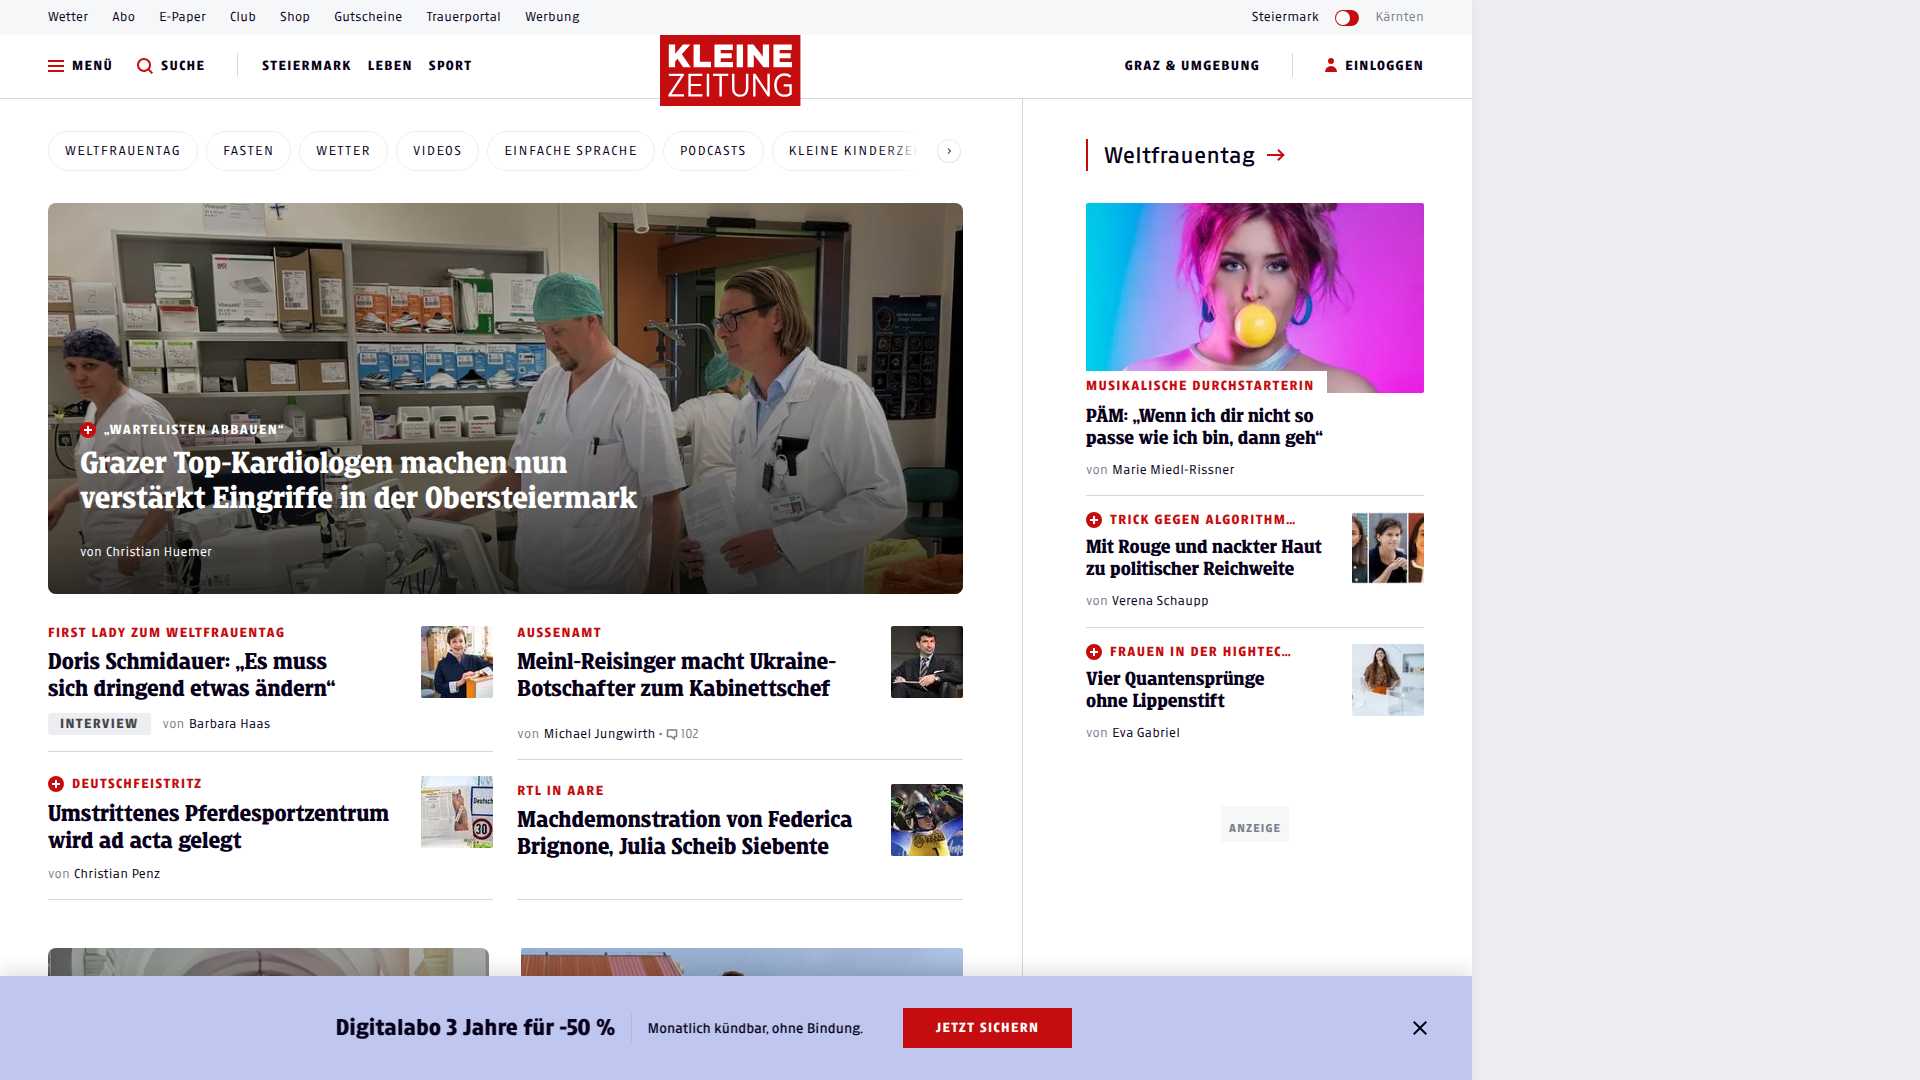 Wetter Abo E-Paper Club Shop Gutscheine Trauerportal Werbung Steiermark Kärnten
MENÜ SUCHE STEIERMARK LEBEN SPORT KLEINE ZEITUNG GRAZ & UMGEBUNG EINLOGGEN
WELTFRAUENTAG FASTEN WETTER VIDEOS EINFACHE SPRACHE PODCASTS KLEINE
„WARTELISTEN ABBAUEN“
Grazer Top-Kardiologen machen nun
verstärkt Eingriffe in der Obersteiermark
von Christian Huemer
FIRST LADY ZUM WELTFRAUENTAG
Doris Schmidauer: „Es muss
sich dringend etwas ändern“
INTERVIEW von Barbara Haas
DEUTSCHFEISTRITZ
Umstrittenes Pferdesportzentrum
wird ad acta gelegt
von Christian Penz
AUSSENAMT
Meinl-Reisinger macht Ukraine-
Botschafter zum Kabinettschef
von Michael Jungwirth • 102
RTL IN AARE
Machdemonstration von Federica
Brignone, Julia Scheib Siebente
Weltfrauentag
MUSIKALISCHE DURCHSTARTERIN
PÄM: „Wenn ich dir nicht so
passe wie ich bin, dann geh“
von Marie Miedl-Rissner
TRICK GEGEN ALGORITHM...
Mit Rouge und nackter Haut
zu politischer Reichweite
von Verena Schaupp
FRAUEN IN DER HIGHTEC...
Vier Quantensprünge
ohne Lippenstift
von Eva Gabriel
ANZEIGE
Digitalabo 3 Jahre für -50 % Monatlich kündbar, ohne Bindung. JETZT SICHERN